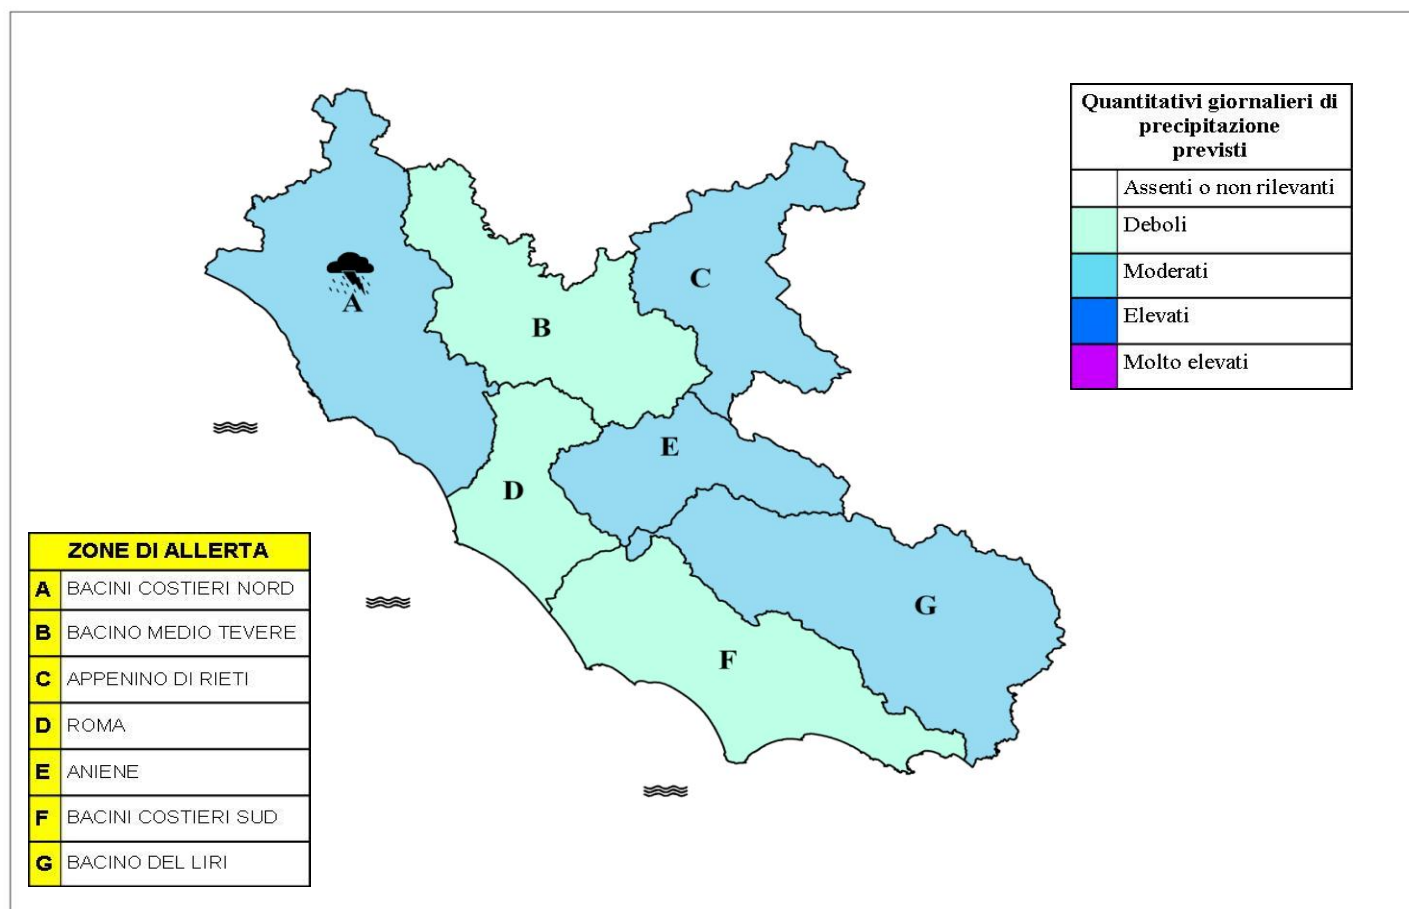 Quantitativi giornalieri di
precipitazione
previsti
Assenti o non rilevanti
Deboli
Moderati
Elevati
Molto elevati
A
B
C
D
E
F
G
ZONE DI ALLERTA
A BACINI COSTIERI NORD
B BACINO MEDIO TEVERE
C APPENINO DI RIETI
D ROMA
E ANIENE
F BACINI COSTIERI SUD
G BACINO DEL LIRI